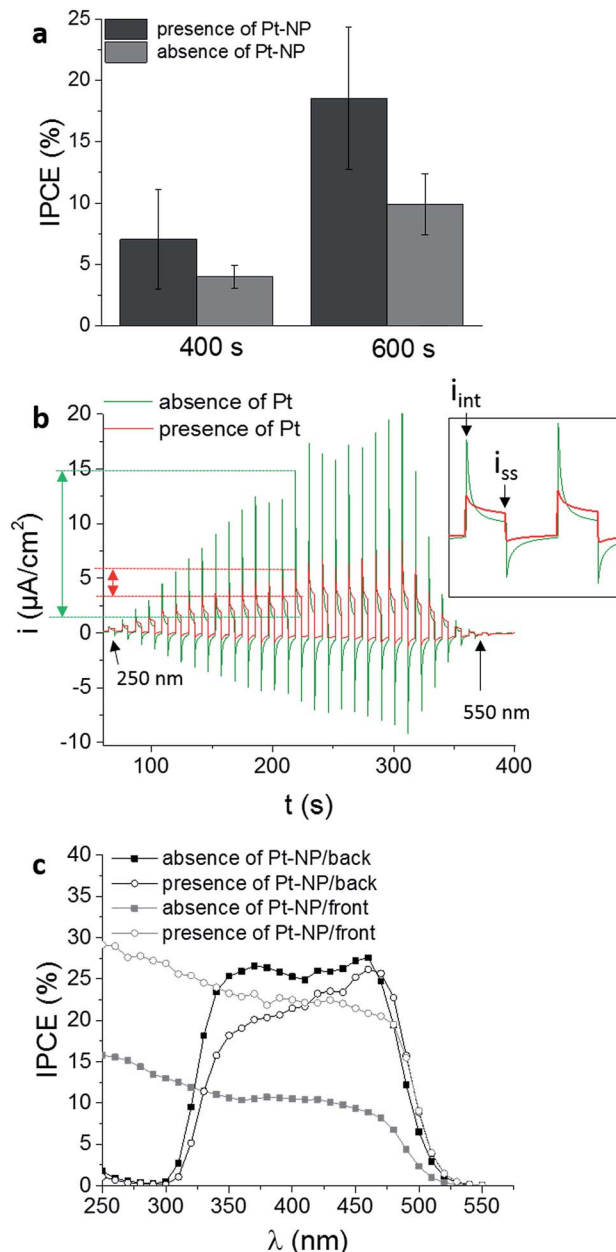 a
presence of Pt-NP
absence of Pt-NP
25
20
15
10
5
0
IPCE (%)
400 s
600 s
b
absence of Pt
presence of Pt
20
15
10
5
0
-5
-10
i (µA/cm²)
250 nm
550 nm
100
200
300
400
t (s)
i_int
i_ss
c
absence of Pt-NP/back
presence of Pt-NP/back
absence of Pt-NP/front
presence of Pt-NP/front
40
35
30
25
20
15
10
5
0
IPCE (%)
250
300
350
400
450
500
550
λ (nm)